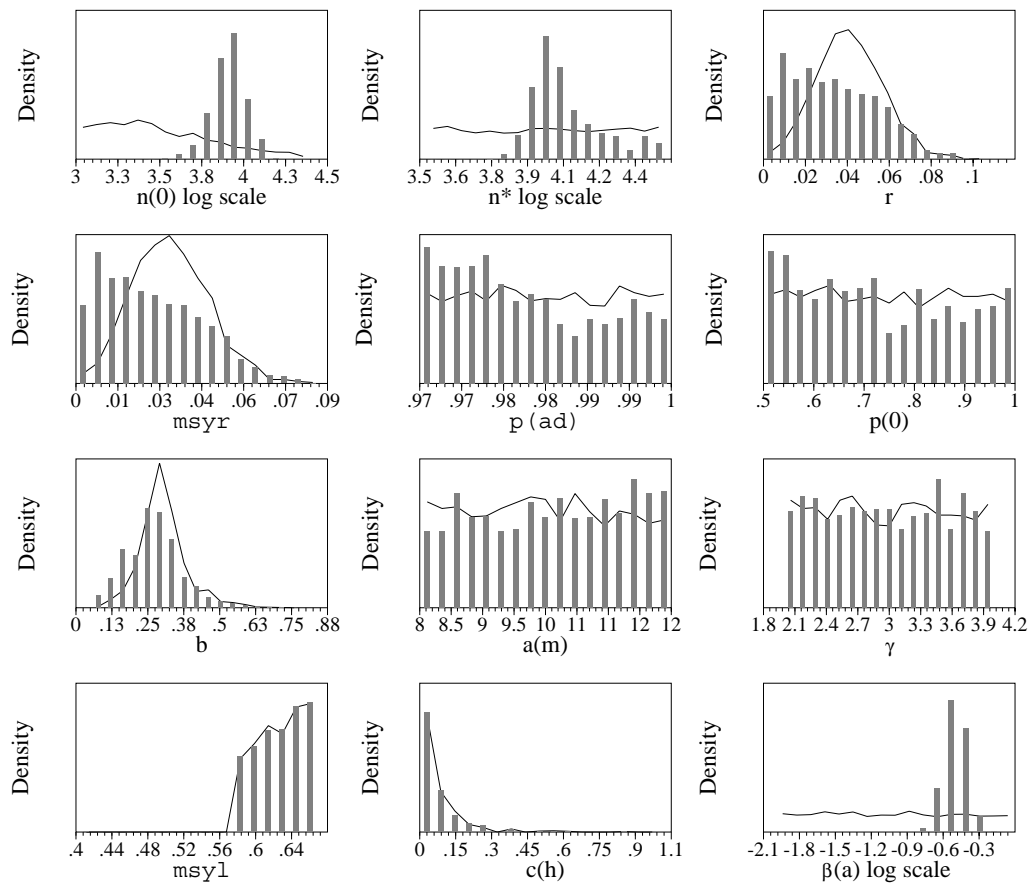 Density
3 3.3 3.5 3.8 4 4.3 4.5
n(0) log scale
Density
3.5 3.6 3.8 3.9 4.1 4.2 4.4
n* log scale
Density
0 .02 .04 .06 .08 .1
r
Density
0 .01 .03 .04 .06 .07 .09
msyr
Density
.97 .97 .98 .98 .99 .99 1
p(ad)
Density
.5 .6 .7 .8 .9 1
p(0)
Density
0 .13 .25 .38 .5 .63 .75 .88
b
Density
8 8.5 9 9.5 10 10 11 12 12
a(m)
Density
1.8 2.1 2.4 2.7 3 3.3 3.6 3.9 4.2
γ
Density
.4 .44 .48 .52 .56 .6 .64
msyl
Density
0 .15 .3 .45 .6 .75 .9 1.1
c(h)
Density
-2.1 -1.8 -1.5 -1.2 -0.9 -0.6 -0.3
β(a) log scale